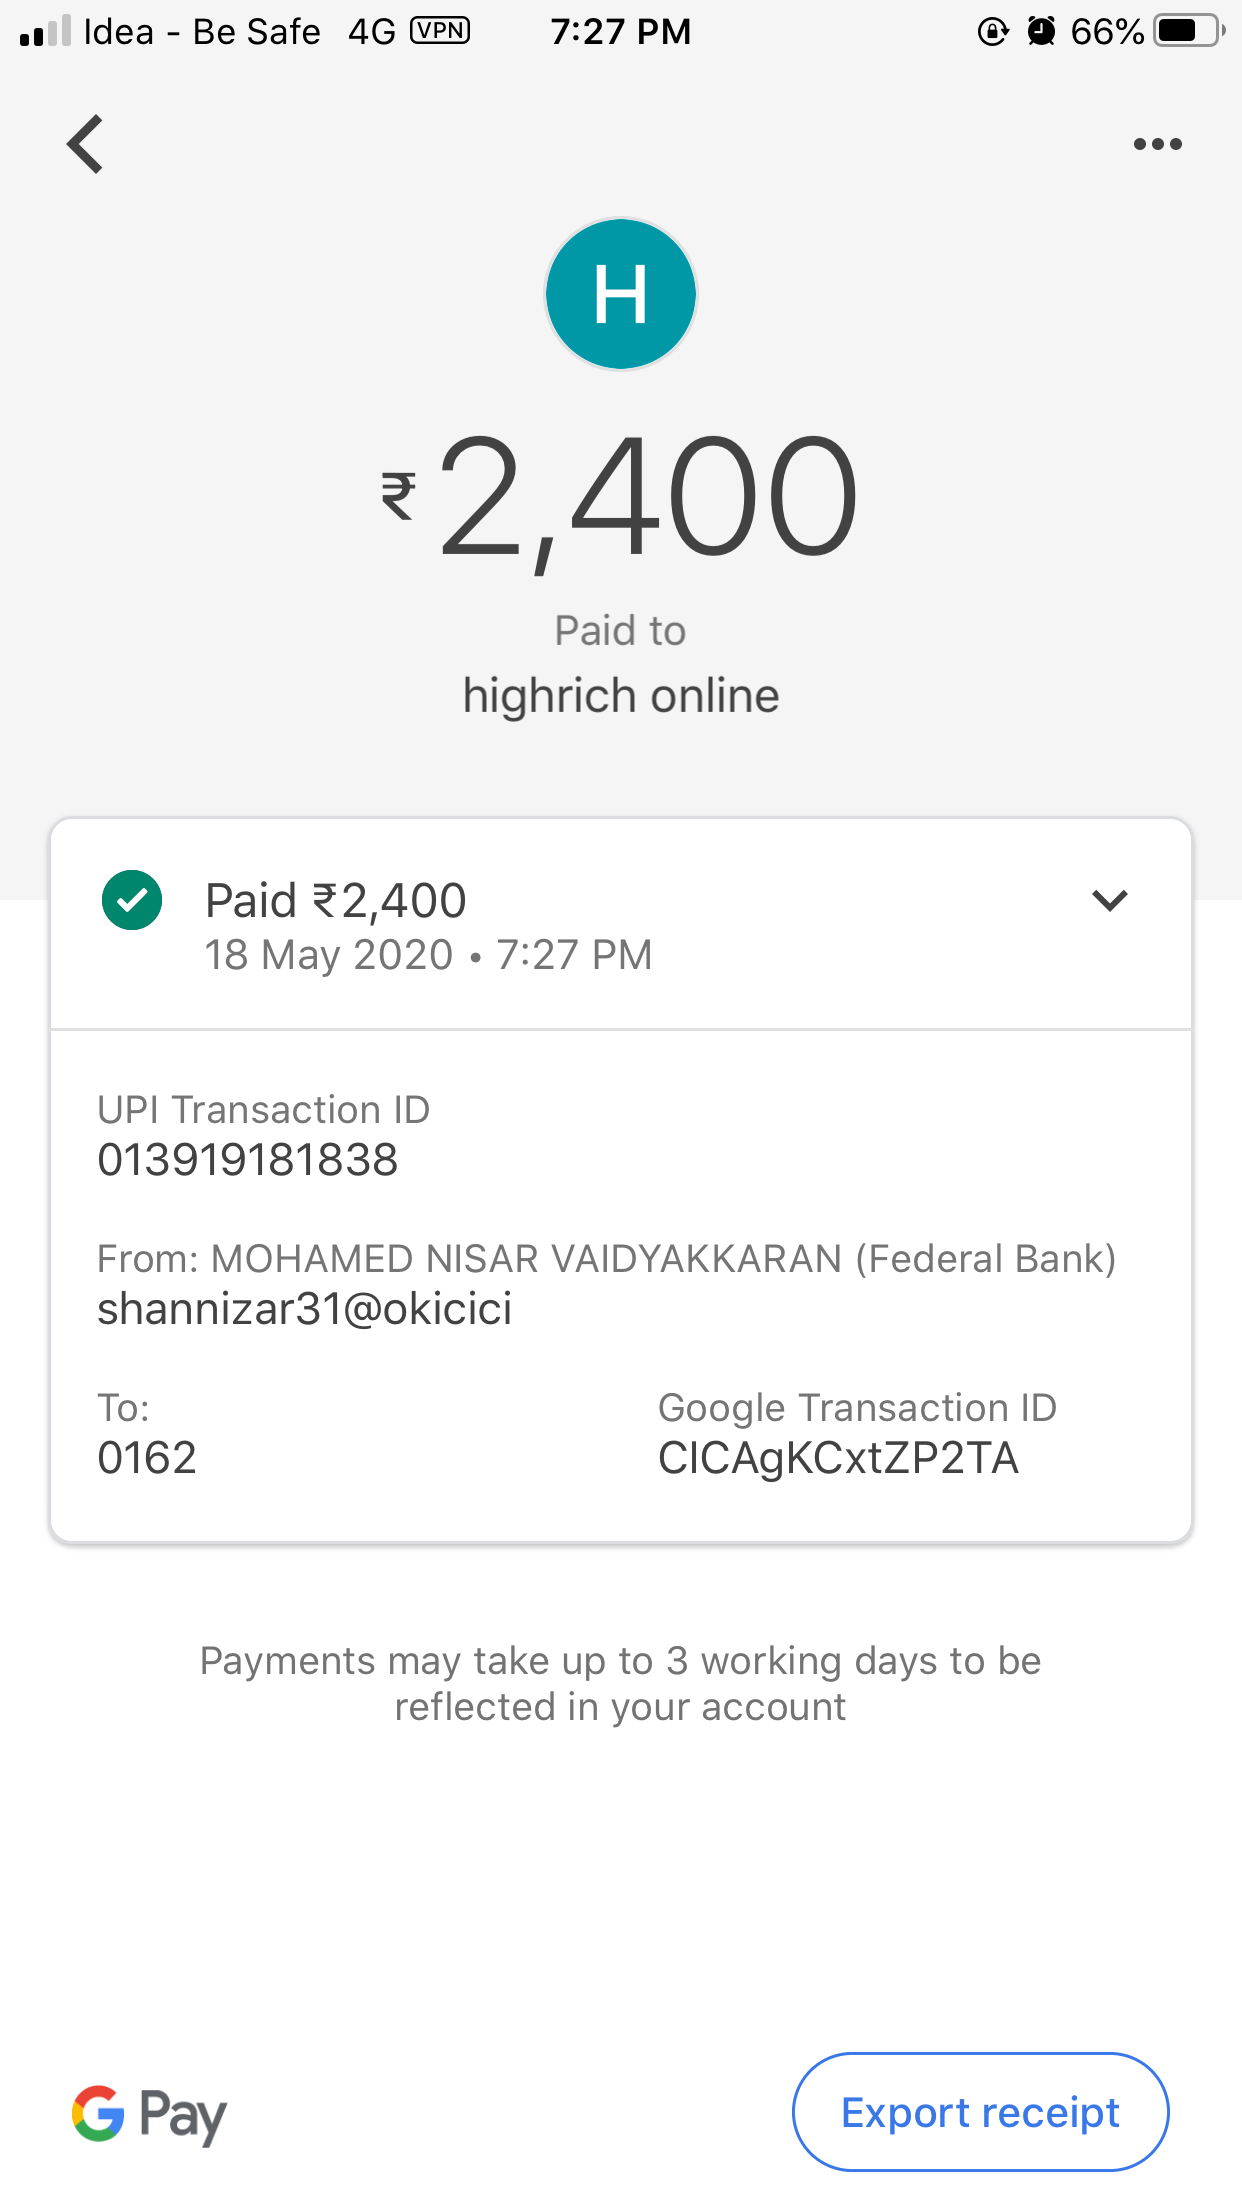 Idea - Be Safe 4G VPN 7:27 PM 66%
H
₹2,400
Paid to
highrich online
Paid ₹2,400
18 May 2020 • 7:27 PM
UPI Transaction ID
013919181838
From: MOHAMED NISAR VAIDYAKKARAN (Federal Bank)
shannizar31@okicici
To:
0162
Google Transaction ID
CICAgKCxtZP2TA
Payments may take up to 3 working days to be
reflected in your account
G Pay
Export receipt